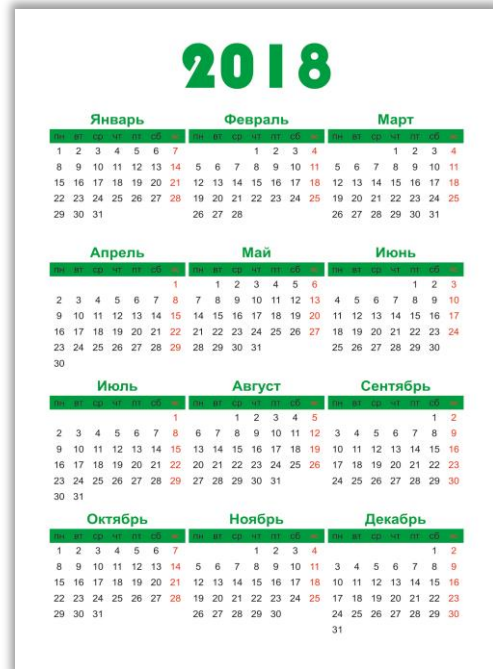 2018
Январь
пн вт ср чт пт сб вс
1 2 3 4 5 6 7
8 9 10 11 12 13 14
15 16 17 18 19 20 21
22 23 24 25 26 27 28
29 30 31
Февраль
пн вт ср чт пт сб вс
1 2 3 4
5 6 7 8 9 10 11
12 13 14 15 16 17 18
19 20 21 22 23 24 25
26 27 28
Март
пн вт ср чт пт сб вс
1 2 3 4
5 6 7 8 9 10 11
12 13 14 15 16 17 18
19 20 21 22 23 24 25
26 27 28 29 30 31
Апрель
пн вт ср чт пт сб вс
1
2 3 4 5 6 7 8
9 10 11 12 13 14 15
16 17 18 19 20 21 22
23 24 25 26 27 28 29
30
Май
пн вт ср чт пт сб вс
1 2 3 4 5 6
7 8 9 10 11 12 13
14 15 16 17 18 19 20
21 22 23 24 25 26 27
28 29 30 31
Июнь
пн вт ср чт пт сб вс
1 2 3
4 5 6 7 8 9 10
11 12 13 14 15 16 17
18 19 20 21 22 23 24
25 26 27 28 29 30
Июль
пн вт ср чт пт сб вс
1
2 3 4 5 6 7 8
9 10 11 12 13 14 15
16 17 18 19 20 21 22
23 24 25 26 27 28 29
30 31
Август
пн вт ср чт пт сб вс
1 2 3 4 5
6 7 8 9 10 11 12
13 14 15 16 17 18 19
20 21 22 23 24 25 26
27 28 29 30 31
Сентябрь
пн вт ср чт пт сб вс
1 2
3 4 5 6 7 8 9
10 11 12 13 14 15 16
17 18 19 20 21 22 23
24 25 26 27 28 29 30
Октябрь
пн вт ср чт пт сб вс
1 2 3 4 5 6 7
8 9 10 11 12 13 14
15 16 17 18 19 20 21
22 23 24 25 26 27 28
29 30 31
Ноябрь
пн вт ср чт пт сб вс
1 2 3 4
5 6 7 8 9 10 11
12 13 14 15 16 17 18
19 20 21 22 23 24 25
26 27 28 29 30
Декабрь
пн вт ср чт пт сб вс
1 2
3 4 5 6 7 8 9
10 11 12 13 14 15 16
17 18 19 20 21 22 23
24 25 26 27 28 29 30
31